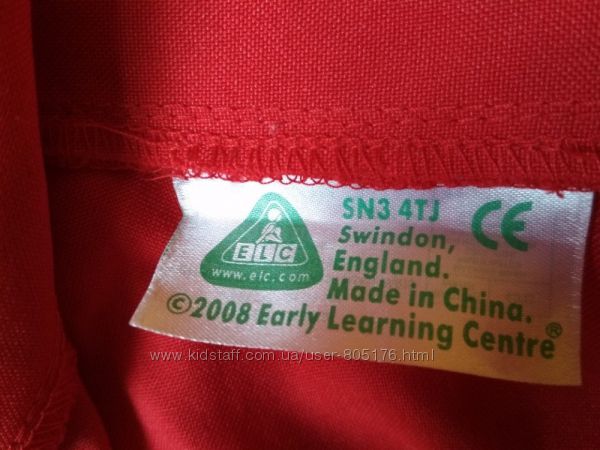 SN3 4TJ CE
Swindon,
England.
Made in China.
ELC
www.elc.com
©2008 Early Learning Centre®
www.kidstaff.com.ua/user-805176.html